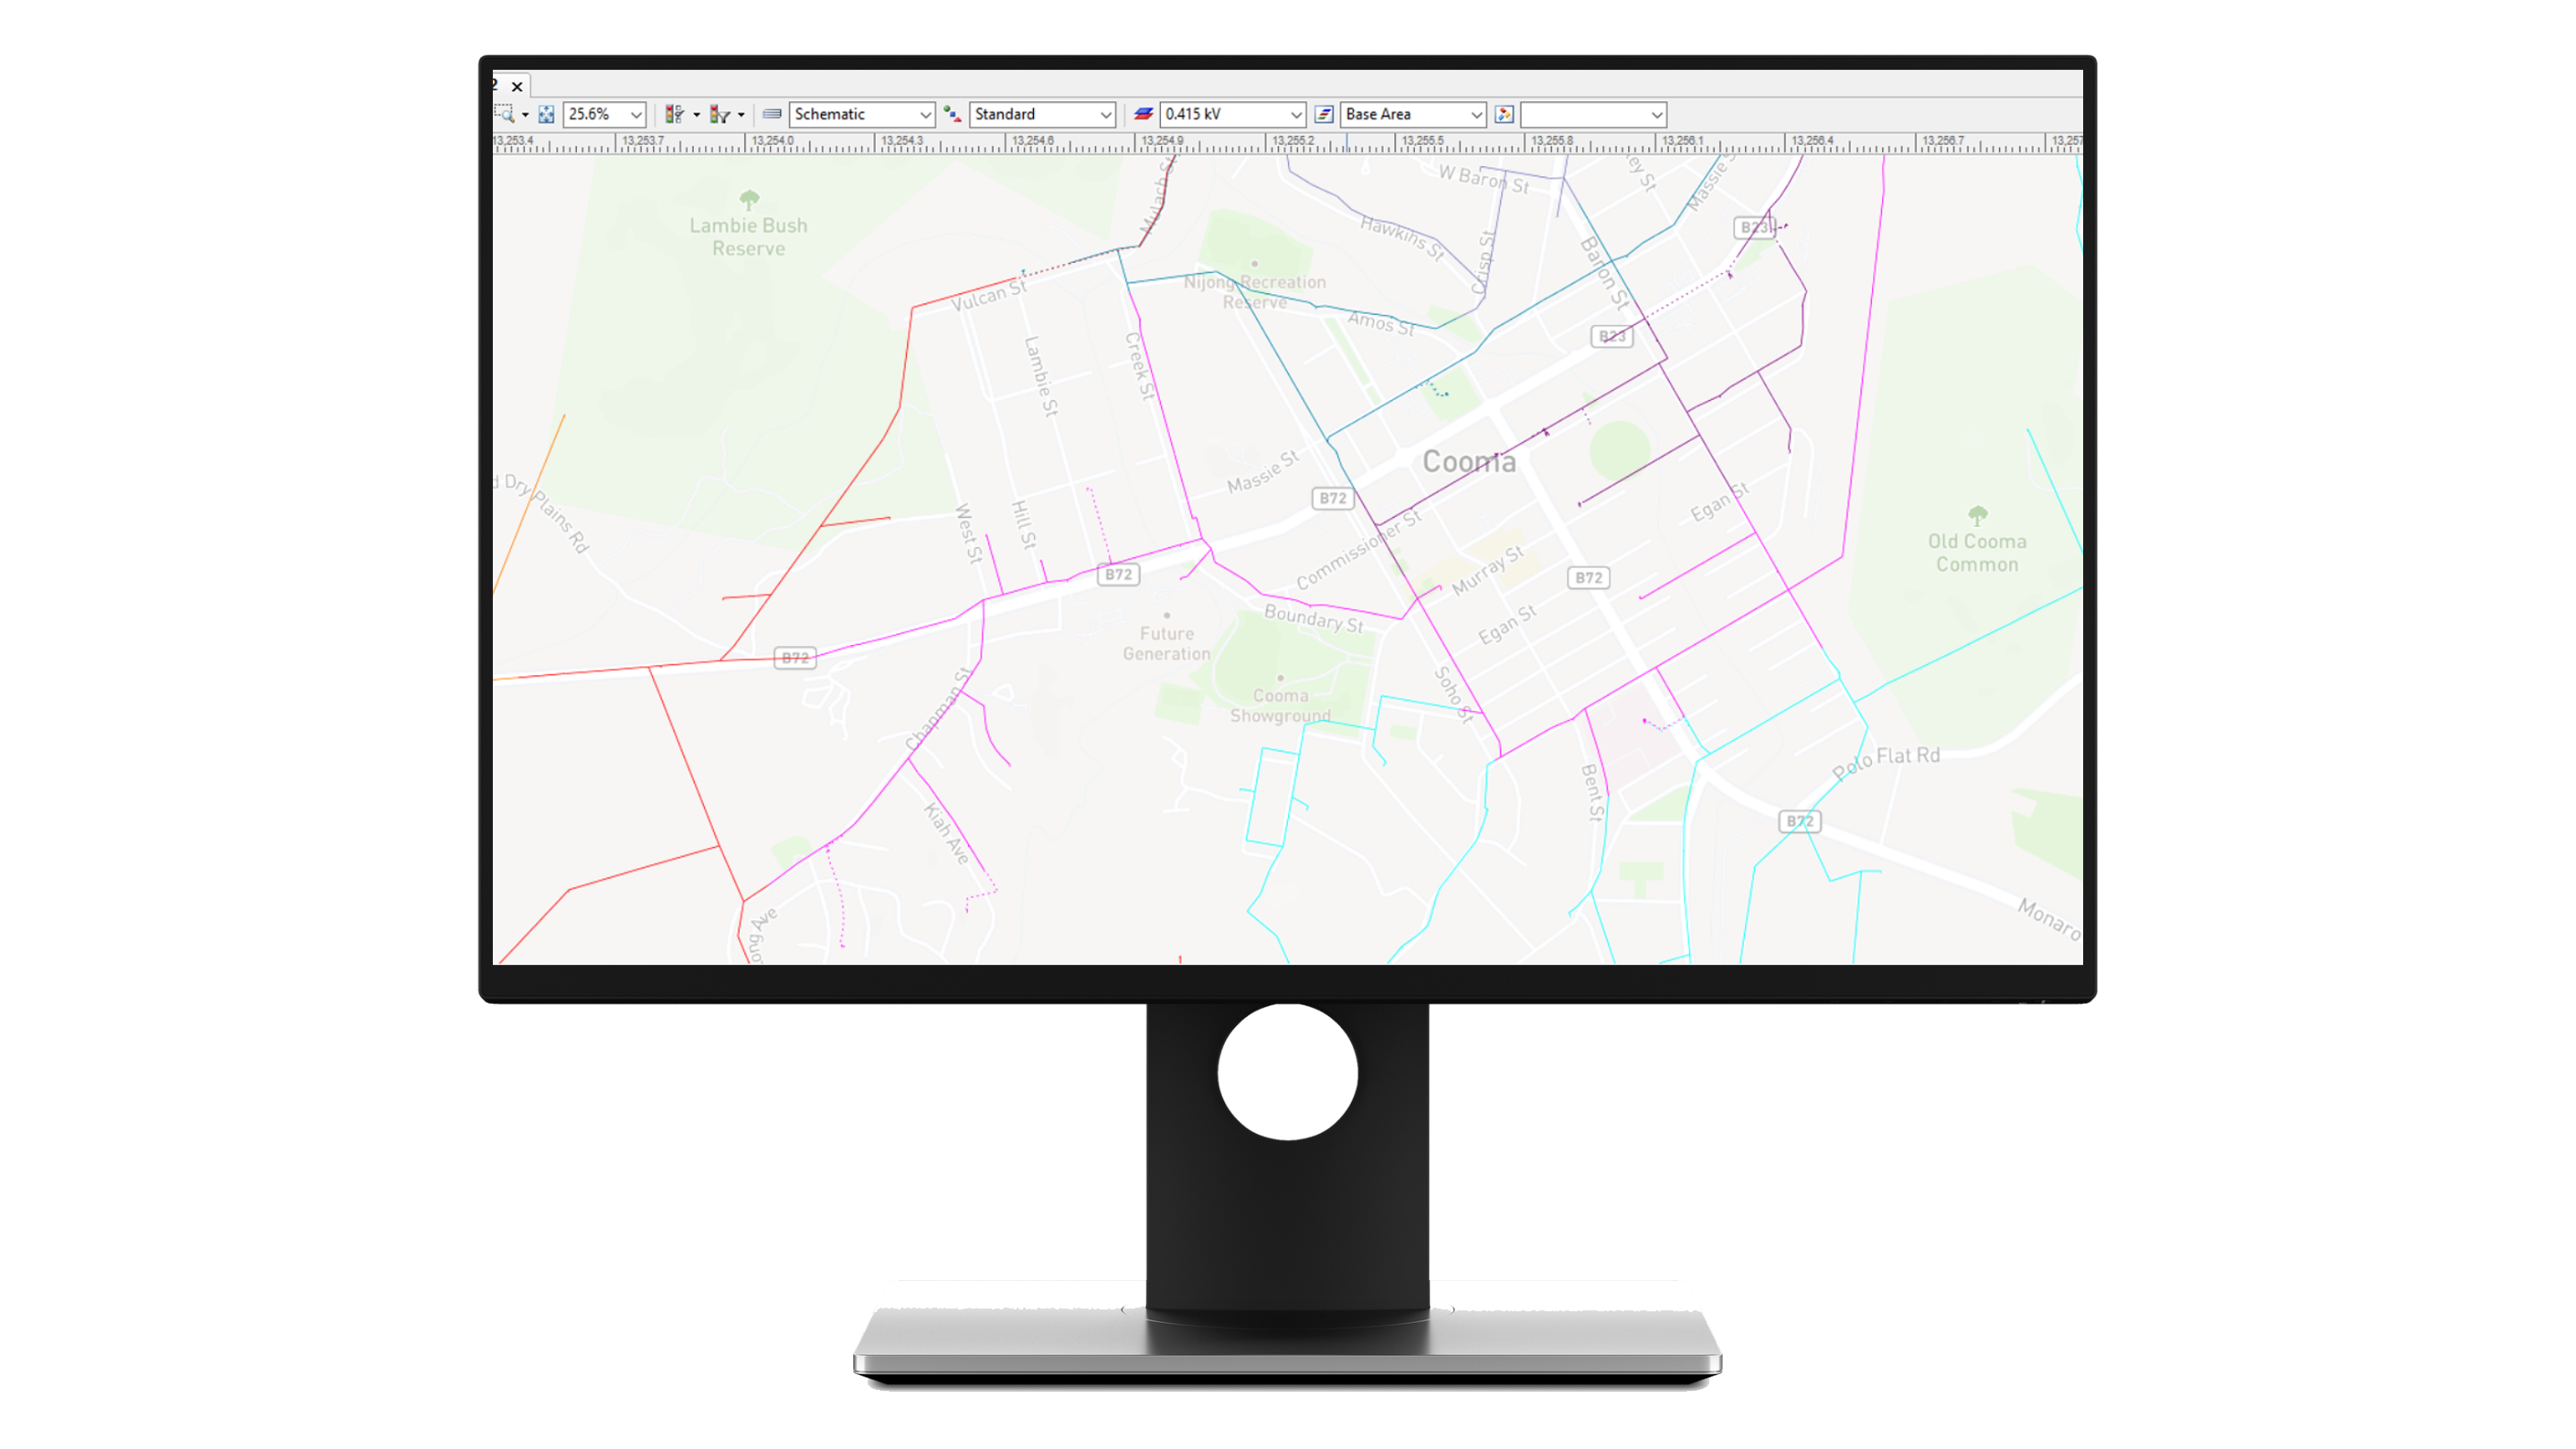 2
25.6%
Schematic
Standard
0.415 kV
Base Area
13,253.4
13,253.7
13,254.0
13,254.3
13,254.6
13,254.9
13,255.2
13,255.5
13,255.8
13,256.1
13,256.4
13,256.7
13,257
Mulach St
W Baron St
ley St
Massie S
Lambie Bush
Reserve
B23
Hawkins St
Crisp St
Baron St
Nijong Recreation
Reserve
Vulcan St
Amos St
B23
Lambie St
Creek St
Cooma
Massie St
B72
d Dry Plains Rd
West St
Hill St
Egan St
Commissioner St
Old Cooma
Common
Murray St
B72
B72
Boundary St
Egan St
Future
Generation
B72
Cooma
Showground
Soho St
Chapman St
Polo Flat Rd
Bent St
Kiah Ave
B72
Monaro
ong Ave